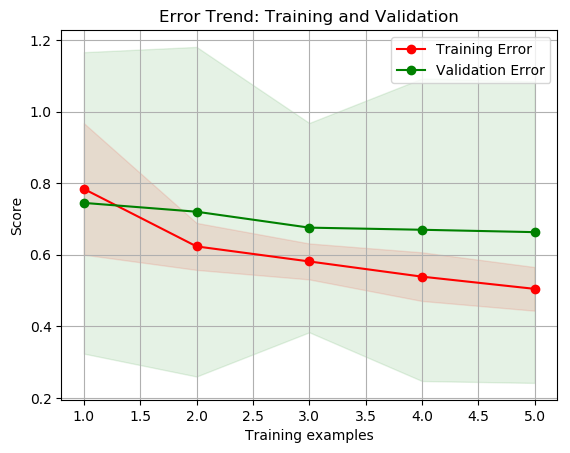 Error Trend: Training and Validation
Training Error
Validation Error
1.2
1.0
0.8
0.6
0.4
0.2
Score
1.0 1.5 2.0 2.5 3.0 3.5 4.0 4.5 5.0
Training examples